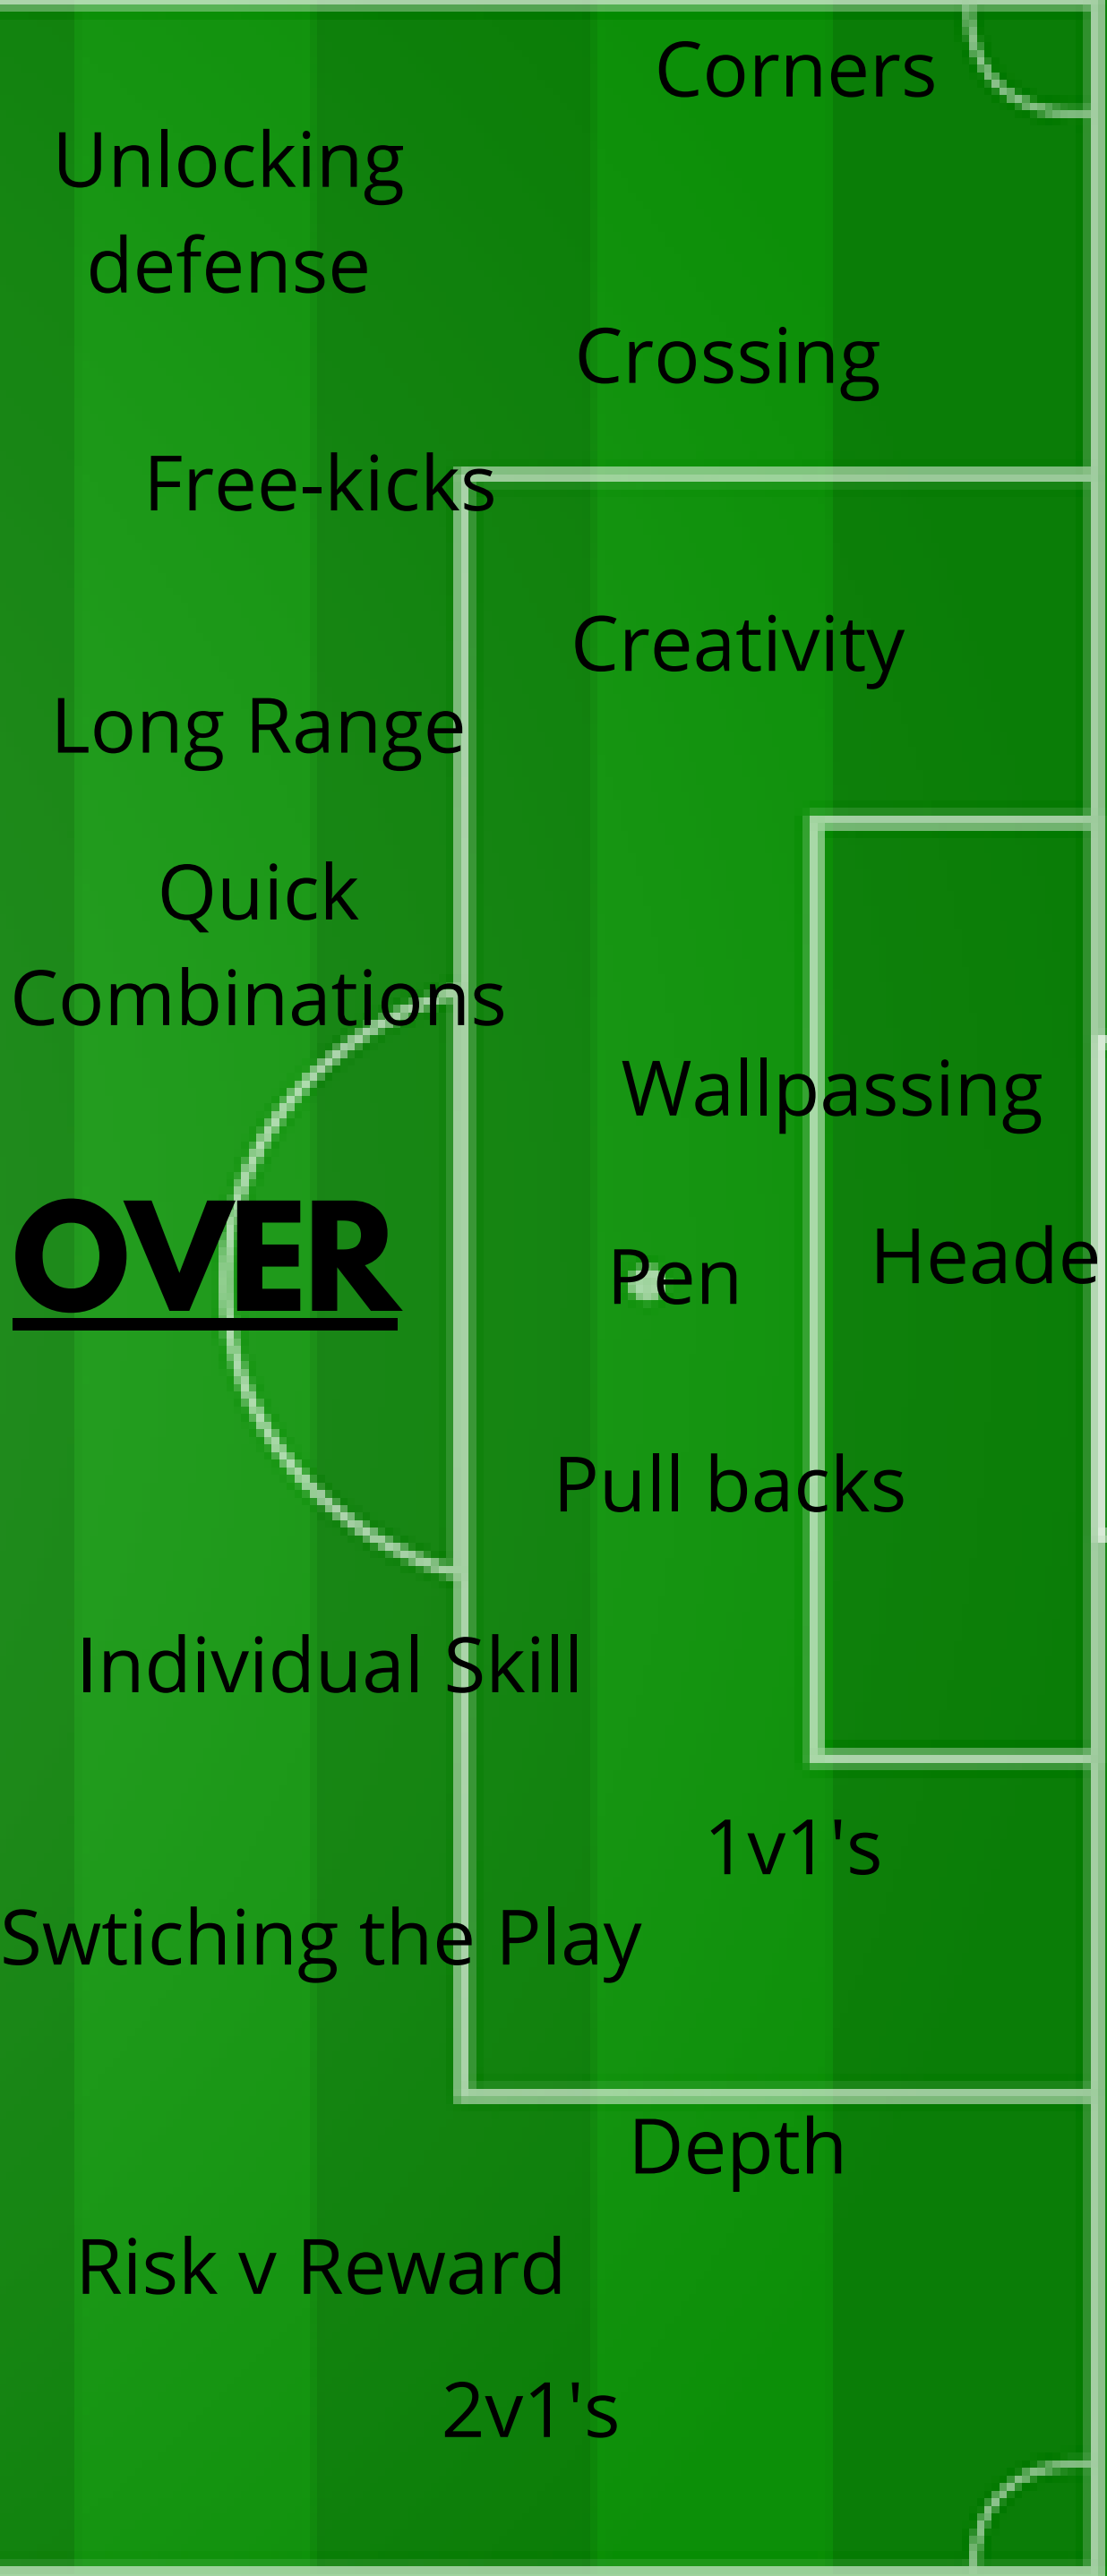 Corners
Unlocking
defense
Crossing
Free-kicks
Creativity
Long Range
Quick
Combinations
Wallpassing
OVER
Pen
Heade
Pull backs
Individual Skill
1v1's
Swtiching the Play
Depth
Risk v Reward
2v1's